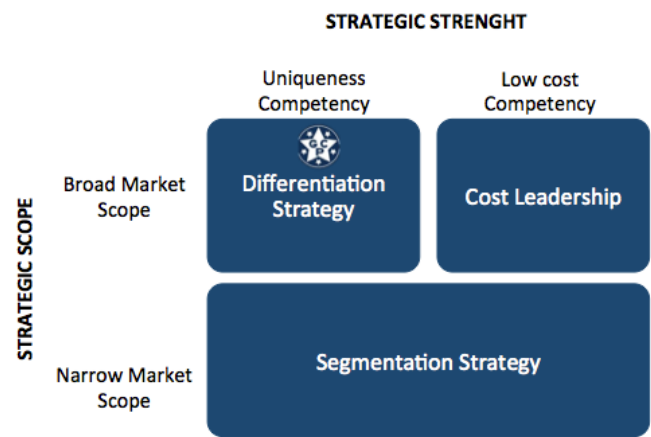 STRATEGIC STRENGHT
Uniqueness
Competency
Low cost
Competency
STRATEGIC SCOPE
Broad Market
Scope
G C
P
Differentiation
Strategy
Cost Leadership
Narrow Market
Scope
Segmentation Strategy